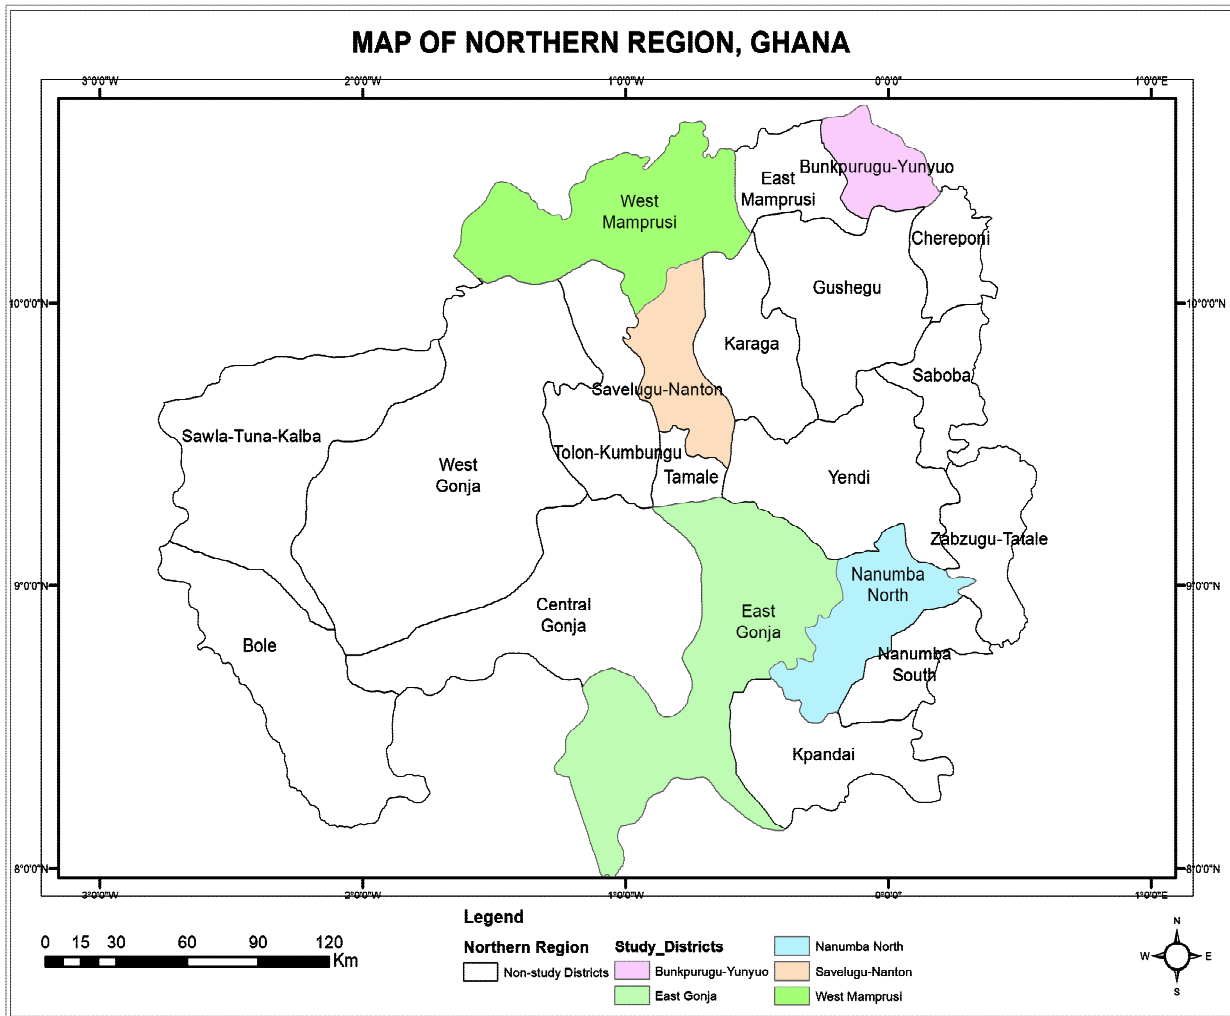 MAP OF NORTHERN REGION, GHANA
3°0'0"W
2°0'0"W
1°0'0"W
0°0'0"
1°0'0"E
Bunkpurugu-Yunyuo
East
Mamprusi
West
Mamprusi
Chereponi
Gushegu
10°0'0"N
10°0'0"N
Karaga
Saboba
Savelugu-Nanton
Sawla-Tuna-Kalba
Tolon-Kumbungu
West
Gonja
Tamale
Yendi
Zabzugu-Tatale
9°0'0"N
Nanumba
North
9°0'0"N
Central
Gonja
East
Gonja
Bole
Nanumba
South
Kpandai
8°0'0"N
8°0'0"N
3°0'0"W
2°0'0"W
1°0'0"W
0°0'0"
1°0'0"E
Legend
0 15 30 60 90 120
Km
Northern Region
Non-study Districts
Study_Districts
Bunkpurugu-Yunyuo
East Gonja
Nanumba North
Savelugu-Nanton
West Mamprusi
N
W
E
S